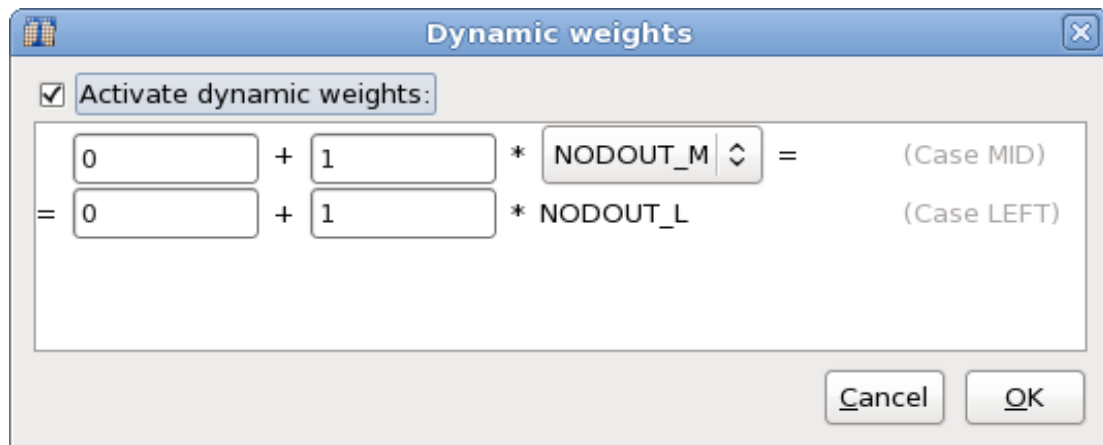 Dynamic weights
Activate dynamic weights:
0 + 1 * NODOUT_M = (Case MID)
= 0 + 1 * NODOUT_L (Case LEFT)
Cancel OK